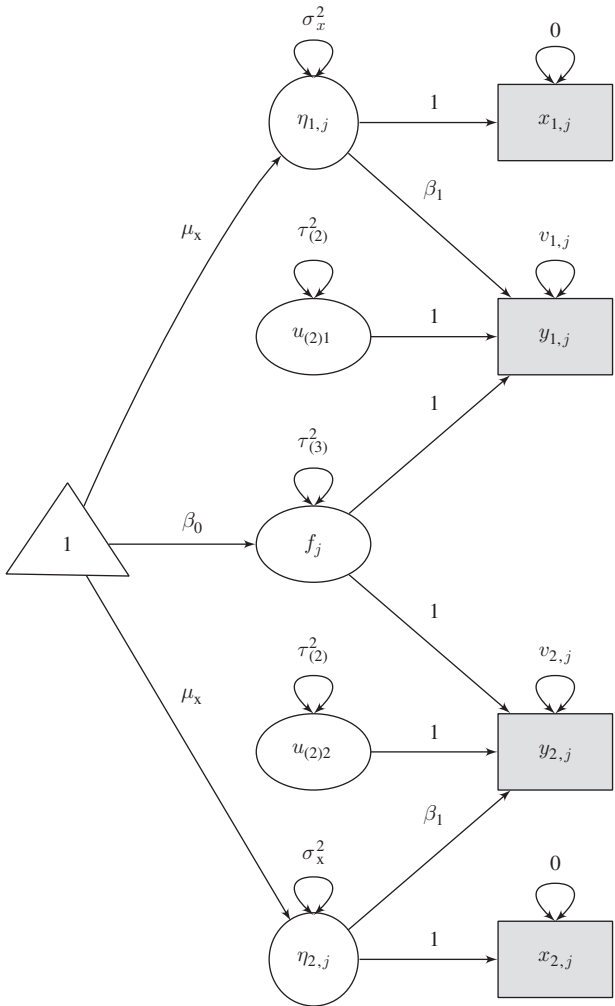 σ²ₓ
0
η₁,ⱼ
1
x₁,ⱼ
μₓ
β₁
τ²₍₂₎
v₁,ⱼ
u₍₂₎₁
1
y₁,ⱼ
1
τ²₍₃₎
1
β₀
fⱼ
1
τ²₍₂₎
v₂,ⱼ
μₓ
u₍₂₎₂
1
y₂,ⱼ
β₁
σ²ₓ
0
η₂,ⱼ
1
x₂,ⱼ